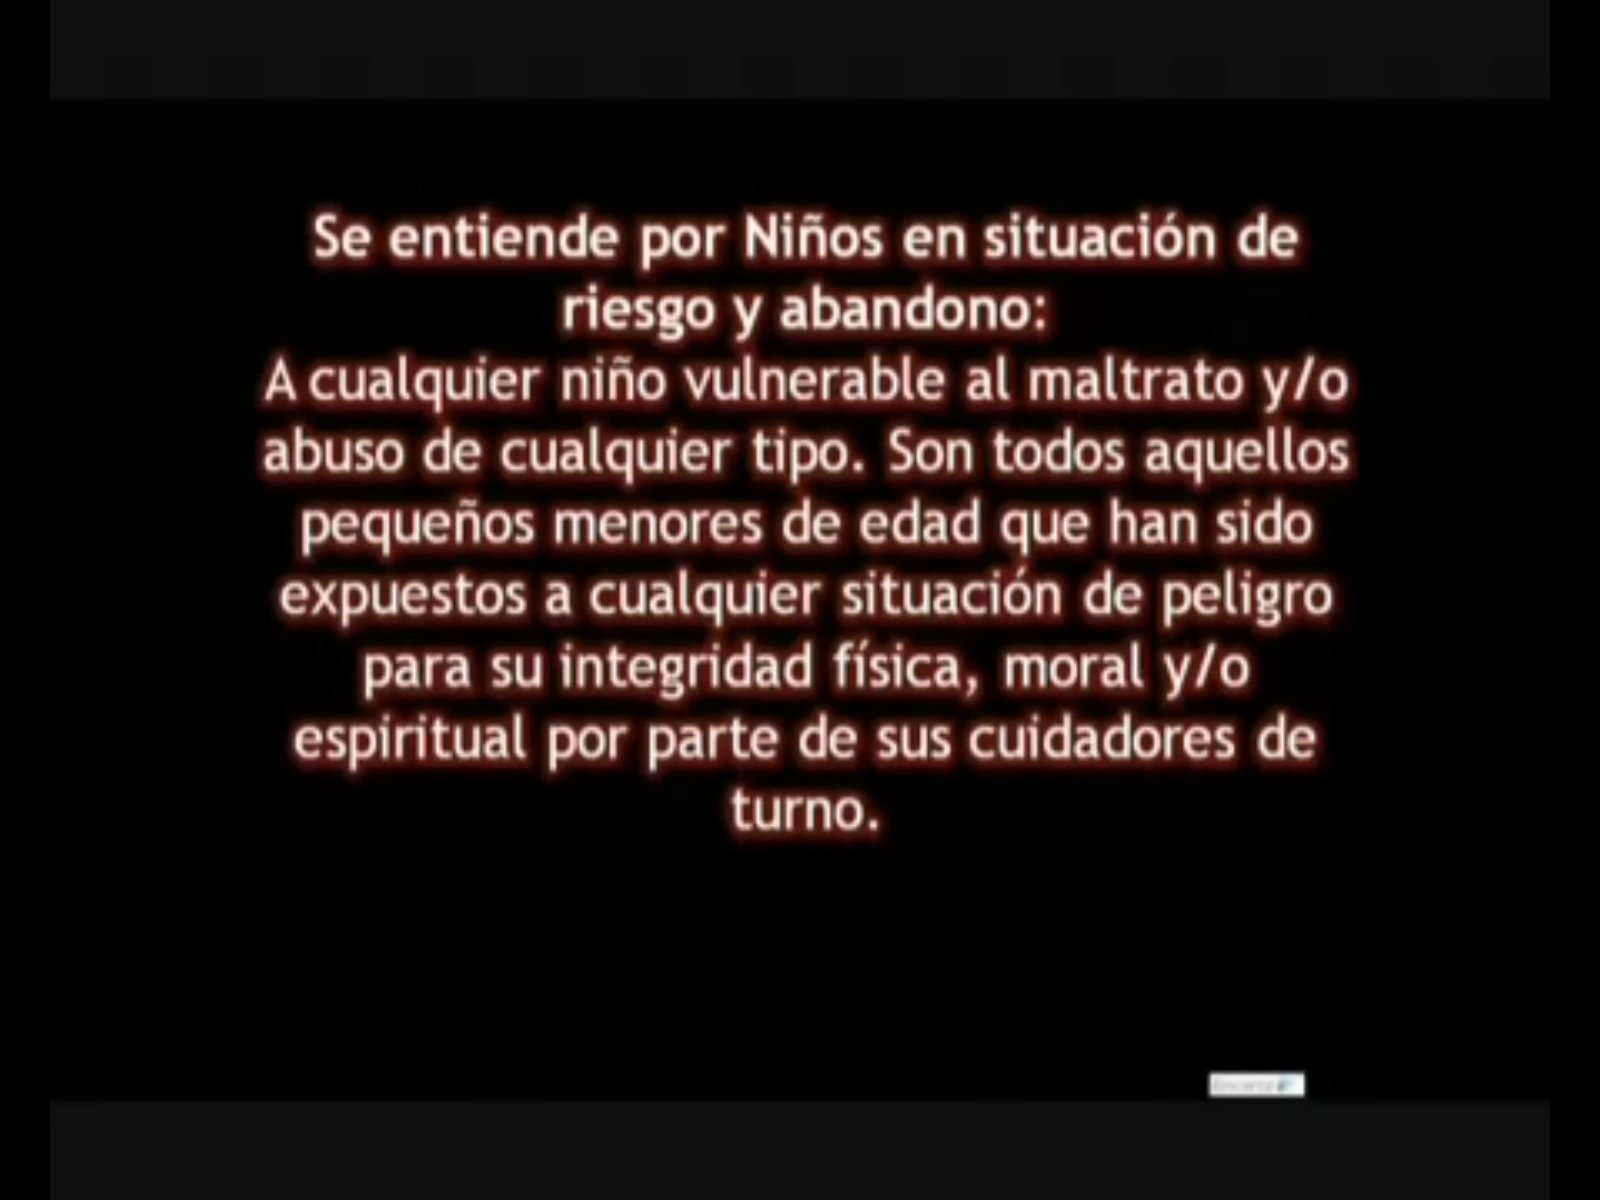 Se entiende por Niños en situación de
riesgo y abandono:
A cualquier niño vulnerable al maltrato y/o
abuso de cualquier tipo. Son todos aquellos
pequeños menores de edad que han sido
expuestos a cualquier situación de peligro
para su integridad física, moral y/o
espiritual por parte de sus cuidadores de
turno.